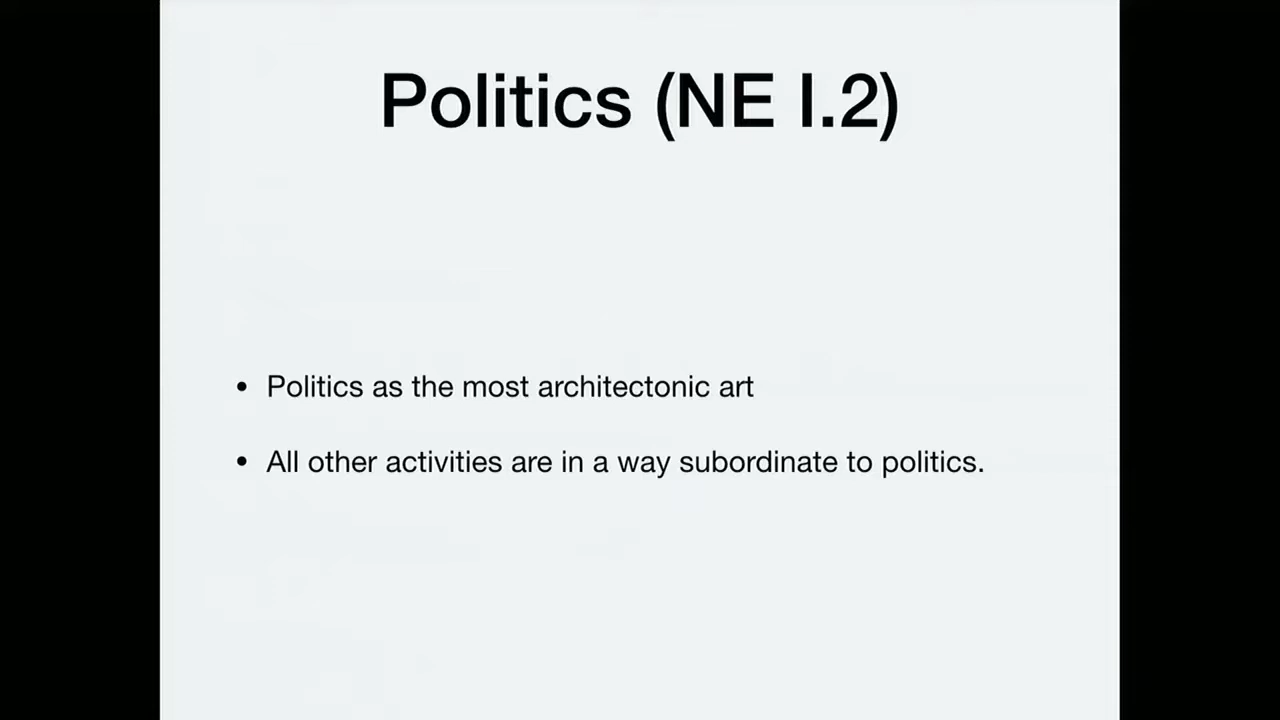 Politics (NE I.2)
• Politics as the most architectonic art
• All other activities are in a way subordinate to politics.